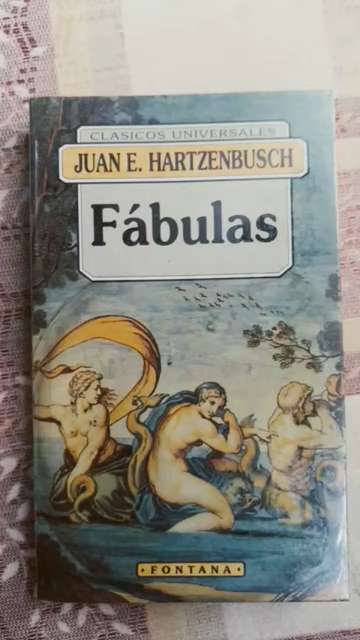 CLASICOS UNIVERSALES
JUAN E. HARTZENBUSCH
Fábulas
• FONTANA •